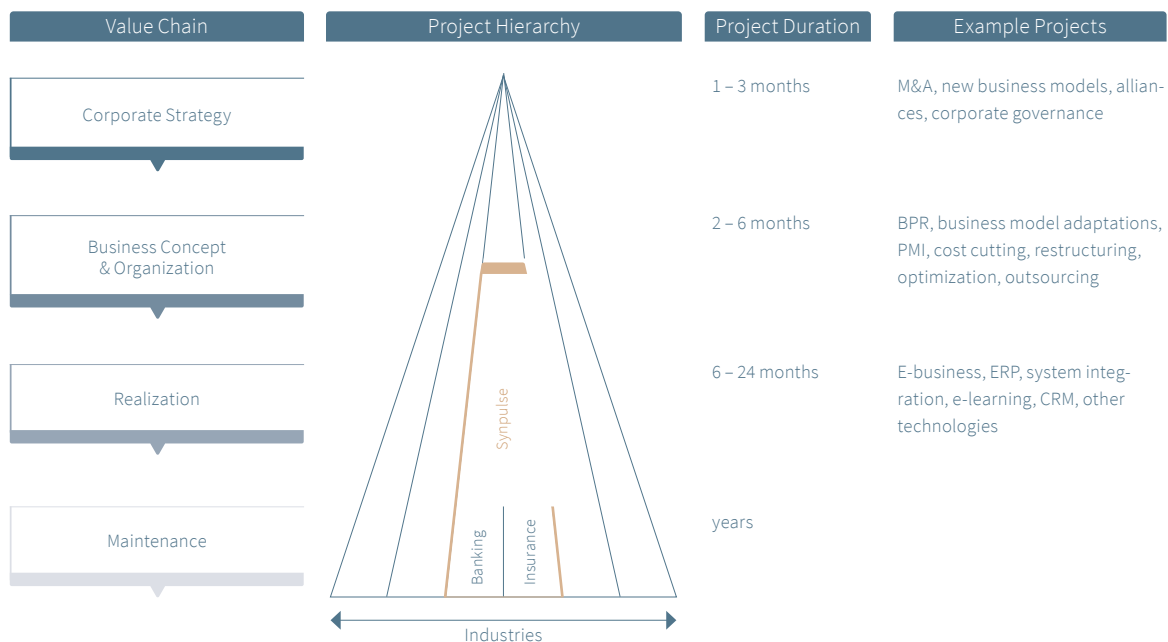 Value Chain
Project Hierarchy
Project Duration
Example Projects
Corporate Strategy
1 – 3 months
M&A, new business models, allian-
ces, corporate governance
Business Concept
& Organization
2 – 6 months
BPR, business model adaptations,
PMI, cost cutting, restructuring,
optimization, outsourcing
Realization
6 – 24 months
E-business, ERP, system integ-
ration, e-learning, CRM, other
technologies
Synpulse
Maintenance
Banking
Insurance
years
Industries